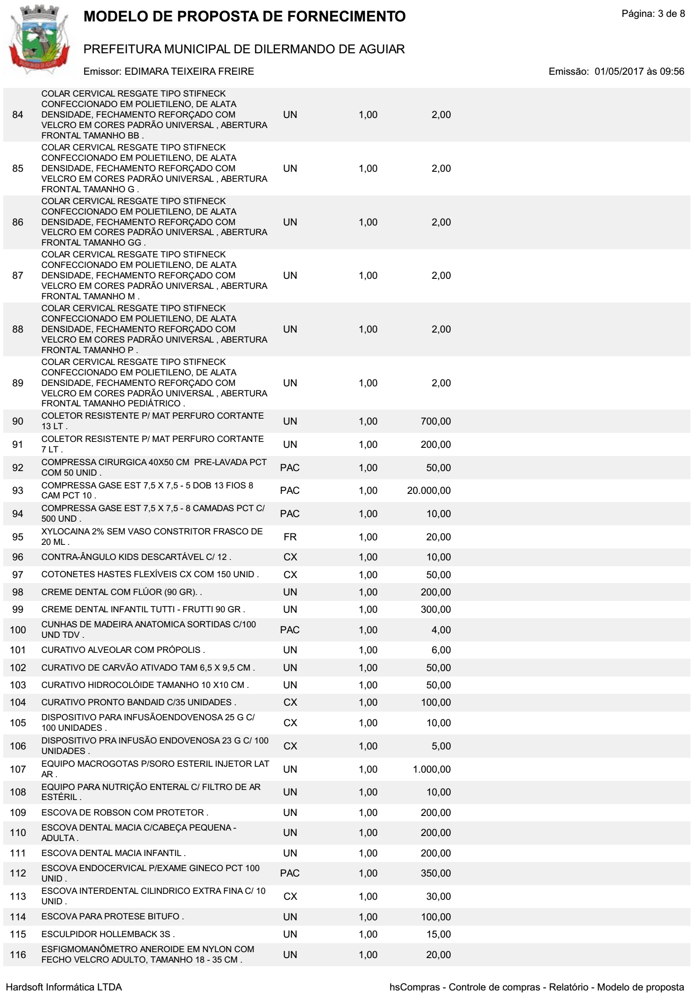 MODELO DE PROPOSTA DE FORNECIMENTO
Página: 3 de 8
PREFEITURA MUNICIPAL DE DILERMANDO DE AGUIAR
Emissor: EDIMARA TEIXEIRA FREIRE
Emissão: 01/05/2017 às 09:56
COLAR CERVICAL RESGATE TIPO STIFNECK
CONFECCIONADO EM POLIETILENO, DE ALATA
84 DENSIDADE, FECHAMENTO REFORÇADO COM UN 1,00 2,00
VELCRO EM CORES PADRÃO UNIVERSAL , ABERTURA
FRONTAL TAMANHO BB .
COLAR CERVICAL RESGATE TIPO STIFNECK
CONFECCIONADO EM POLIETILENO, DE ALATA
85 DENSIDADE, FECHAMENTO REFORÇADO COM UN 1,00 2,00
VELCRO EM CORES PADRÃO UNIVERSAL , ABERTURA
FRONTAL TAMANHO G .
COLAR CERVICAL RESGATE TIPO STIFNECK
CONFECCIONADO EM POLIETILENO, DE ALATA
86 DENSIDADE, FECHAMENTO REFORÇADO COM UN 1,00 2,00
VELCRO EM CORES PADRÃO UNIVERSAL , ABERTURA
FRONTAL TAMANHO GG .
COLAR CERVICAL RESGATE TIPO STIFNECK
CONFECCIONADO EM POLIETILENO, DE ALATA
87 DENSIDADE, FECHAMENTO REFORÇADO COM UN 1,00 2,00
VELCRO EM CORES PADRÃO UNIVERSAL , ABERTURA
FRONTAL TAMANHO M .
COLAR CERVICAL RESGATE TIPO STIFNECK
CONFECCIONADO EM POLIETILENO, DE ALATA
88 DENSIDADE, FECHAMENTO REFORÇADO COM UN 1,00 2,00
VELCRO EM CORES PADRÃO UNIVERSAL , ABERTURA
FRONTAL TAMANHO P .
COLAR CERVICAL RESGATE TIPO STIFNECK
CONFECCIONADO EM POLIETILENO, DE ALATA
89 DENSIDADE, FECHAMENTO REFORÇADO COM UN 1,00 2,00
VELCRO EM CORES PADRÃO UNIVERSAL , ABERTURA
FRONTAL TAMANHO PEDIÁTRICO .
90 COLETOR RESISTENTE P/ MAT PERFURO CORTANTE UN 1,00 700,00
13 LT .
91 COLETOR RESISTENTE P/ MAT PERFURO CORTANTE UN 1,00 200,00
7 LT .
92 COMPRESSA CIRURGICA 40X50 CM  PRE-LAVADA PCT PAC 1,00 50,00
COM 50 UNID .
93 COMPRESSA GASE EST 7,5 X 7,5 - 5 DOB 13 FIOS 8 PAC 1,00 20.000,00
CAM PCT 10 .
94 COMPRESSA GASE EST 7,5 X 7,5 - 8 CAMADAS PCT C/ PAC 1,00 10,00
500 UND .
95 XYLOCAINA 2% SEM VASO CONSTRITOR FRASCO DE FR 1,00 20,00
20 ML .
96 CONTRA-ÂNGULO KIDS DESCARTÁVEL C/ 12 . CX 1,00 10,00
97 COTONETES HASTES FLEXÍVEIS CX COM 150 UNID . CX 1,00 50,00
98 CREME DENTAL COM FLÚOR (90 GR). . UN 1,00 200,00
99 CREME DENTAL INFANTIL TUTTI - FRUTTI 90 GR . UN 1,00 300,00
100 CUNHAS DE MADEIRA ANATOMICA SORTIDAS C/100 PAC 1,00 4,00
UND TDV .
101 CURATIVO ALVEOLAR COM PRÓPOLIS . UN 1,00 6,00
102 CURATIVO DE CARVÃO ATIVADO TAM 6,5 X 9,5 CM . UN 1,00 50,00
103 CURATIVO HIDROCOLÓIDE TAMANHO 10 X10 CM . UN 1,00 50,00
104 CURATIVO PRONTO BANDAID C/35 UNIDADES . CX 1,00 100,00
105 DISPOSITIVO PARA INFUSÃOENDOVENOSA 25 G C/ CX 1,00 10,00
100 UNIDADES .
106 DISPOSITIVO PRA INFUSÃO ENDOVENOSA 23 G C/ 100 CX 1,00 5,00
UNIDADES .
107 EQUIPO MACROGOTAS P/SORO ESTERIL INJETOR LAT UN 1,00 1.000,00
AR .
108 EQUIPO PARA NUTRIÇÃO ENTERAL C/ FILTRO DE AR UN 1,00 10,00
ESTÉRIL .
109 ESCOVA DE ROBSON COM PROTETOR . UN 1,00 200,00
110 ESCOVA DENTAL MACIA C/CABEÇA PEQUENA - UN 1,00 200,00
ADULTA .
111 ESCOVA DENTAL MACIA INFANTIL . UN 1,00 200,00
112 ESCOVA ENDOCERVICAL P/EXAME GINECO PCT 100 PAC 1,00 350,00
UNID .
113 ESCOVA INTERDENTAL CILINDRICO EXTRA FINA C/ 10 CX 1,00 30,00
UNID .
114 ESCOVA PARA PROTESE BITUFO . UN 1,00 100,00
115 ESCULPIDOR HOLLEMBACK 3S . UN 1,00 15,00
116 ESFIGMOMANÔMETRO ANEROIDE EM NYLON COM UN 1,00 20,00
FECHO VELCRO ADULTO, TAMANHO 18 - 35 CM .
Hardsoft Informática LTDA
hsCompras - Controle de compras - Relatório - Modelo de proposta